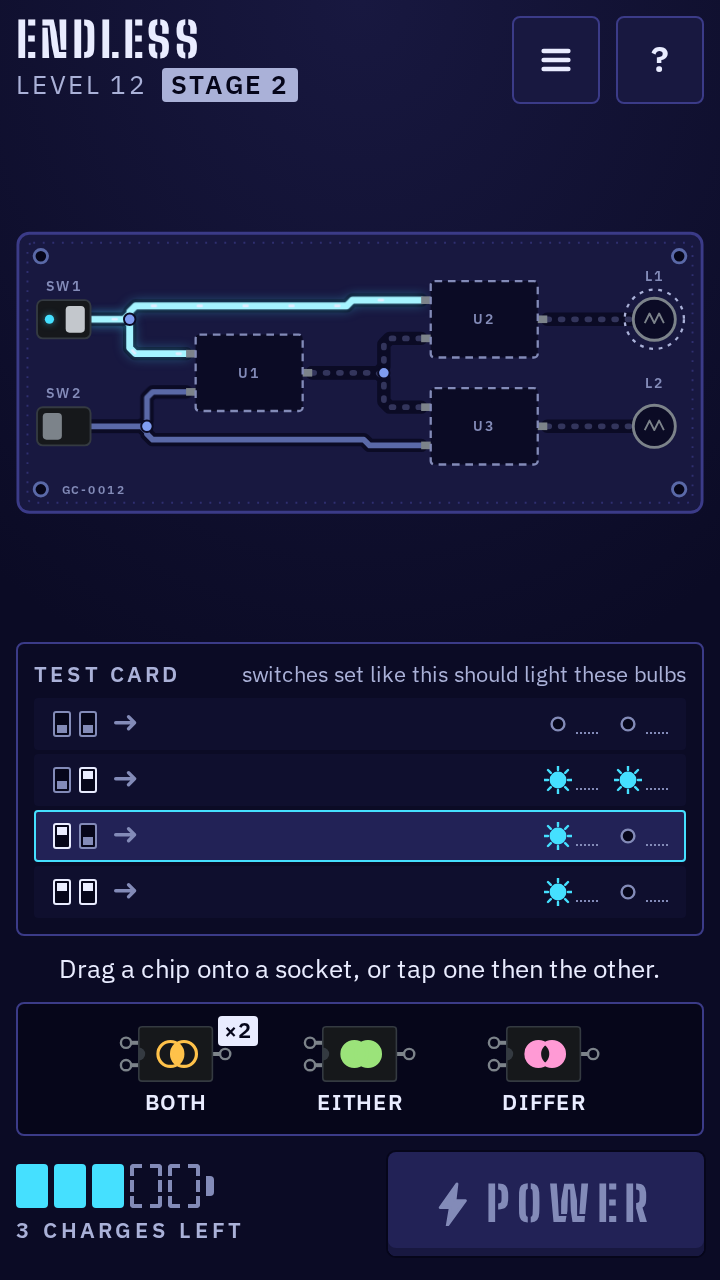 ENDLESS
LEVEL 12 STAGE 2
?
SW1
L1
U2
U1
SW2
L2
U3
GC-0012
TEST CARD switches set like this should light these bulbs
Drag a chip onto a socket, or tap one then the other.
×2
BOTH EITHER DIFFER
3 CHARGES LEFT
POWER